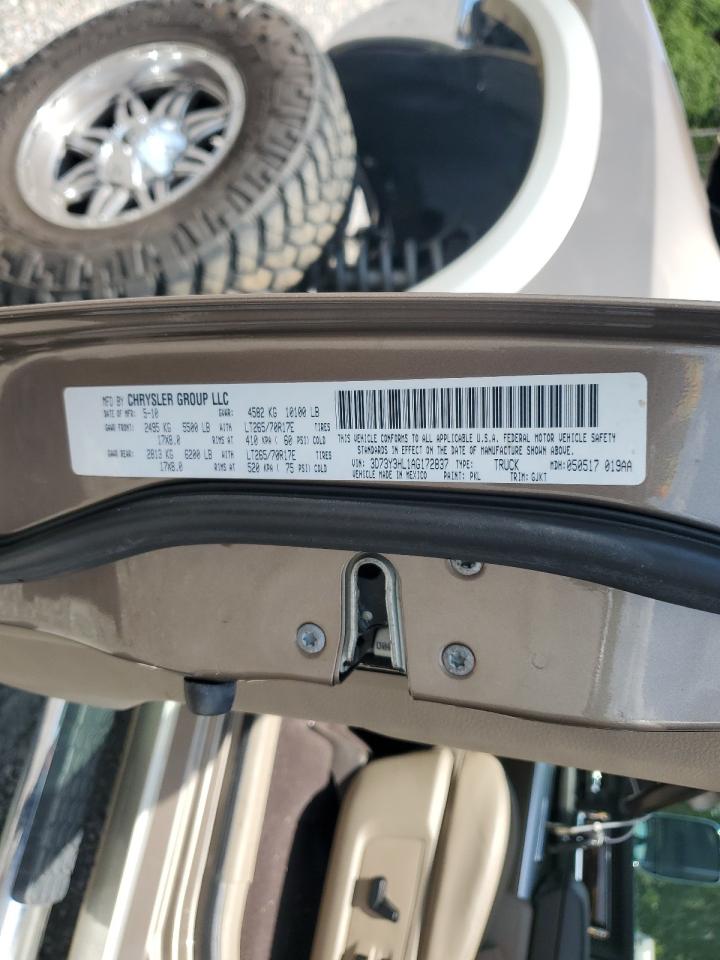 MFD BY CHRYSLER GROUP LLC
DATE OF MFR: 5-10 GVWR: 4582 KG 10100 LB
GAWR FRONT: 2495 KG 5500 LB WITH LT265/70R17E TIRES
17X8.0 RIMS AT 410 KPA ( 60 PSI) COLD
GAWR REAR: 2813 KG 6200 LB WITH LT265/70R17E TIRES
17X8.0 RIMS AT 520 KPA ( 75 PSI) COLD
THIS VEHICLE CONFORMS TO ALL APPLICABLE U.S.A. FEDERAL MOTOR VEHICLE SAFETY
STANDARDS IN EFFECT ON THE DATE OF MANUFACTURE SHOWN ABOVE.
VIN: 3D73Y3HL1AG172837 TYPE: TRUCK MDH: 050517 019AA
VEHICLE MADE IN MEXICO PAINT: PKL TRIM: GJKT